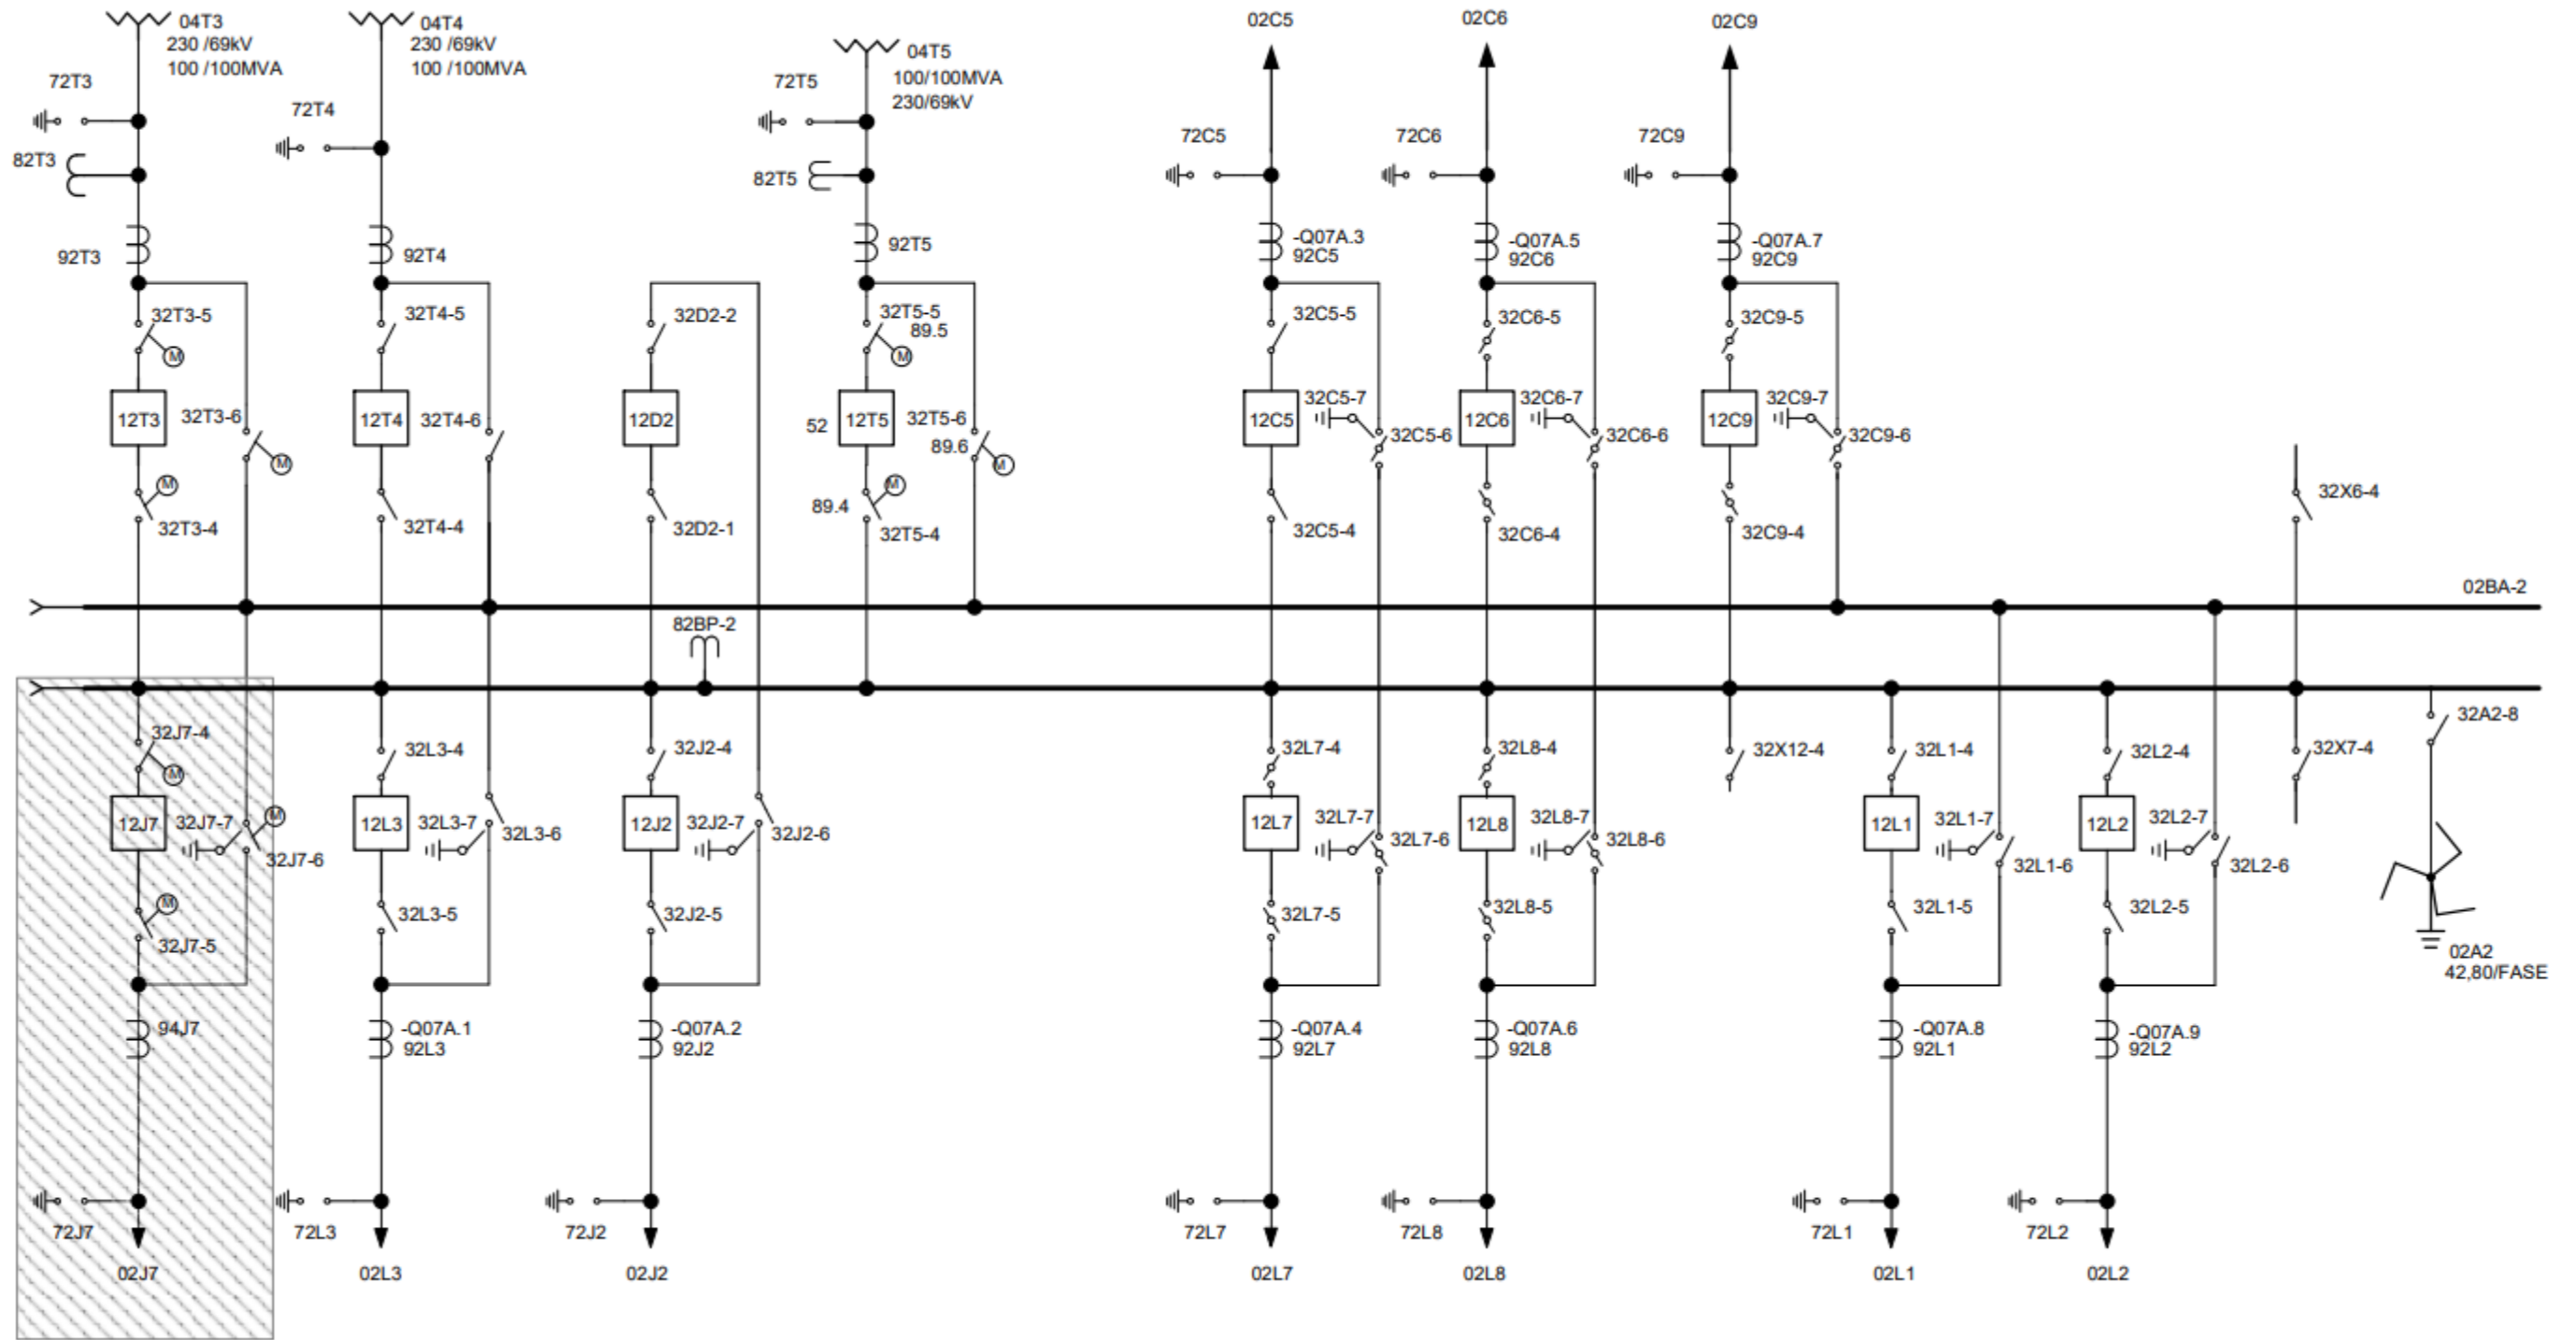 04T3
230 /69kV
100 /100MVA
04T4
230 /69kV
100 /100MVA
04T5
100/100MVA
230/69kV
02C5
02C6
02C9
72T3
72T4
72T5
72C5
72C6
72C9
82T3
82T5
92T3
92T4
92T5
-Q07A.3
92C5
-Q07A.5
92C6
-Q07A.7
92C9
32T3-5
M
32T4-5
32D2-2
32T5-5
89.5
M
32C5-5
32C6-5
32C9-5
12T3
32T3-6
M
12T4
32T4-6
12D2
52
12T5
32T5-6
89.6
M
12C5
32C5-7
32C5-6
12C6
32C6-7
32C6-6
12C9
32C9-7
32C9-6
M
32T3-4
32T4-4
32D2-1
M
89.4
32T5-4
32C5-4
32C6-4
32C9-4
32X6-4
02BA-2
82BP-2
32J7-4
M
32L3-4
32J2-4
32L7-4
32L8-4
32X12-4
32L1-4
32L2-4
32X7-4
32A2-8
12J7
32J7-7
M
32J7-6
12L3
32L3-7
32L3-6
12J2
32J2-7
32J2-6
12L7
32L7-7
32L7-6
12L8
32L8-7
32L8-6
12L1
32L1-7
32L1-6
12L2
32L2-7
32L2-6
M
32J7-5
32L3-5
32J2-5
32L7-5
32L8-5
32L1-5
32L2-5
02A2
42,80/FASE
94J7
-Q07A.1
92L3
-Q07A.2
92J2
-Q07A.4
92L7
-Q07A.6
92L8
-Q07A.8
92L1
-Q07A.9
92L2
72J7
72L3
72J2
72L7
72L8
72L1
72L2
02J7
02L3
02J2
02L7
02L8
02L1
02L2